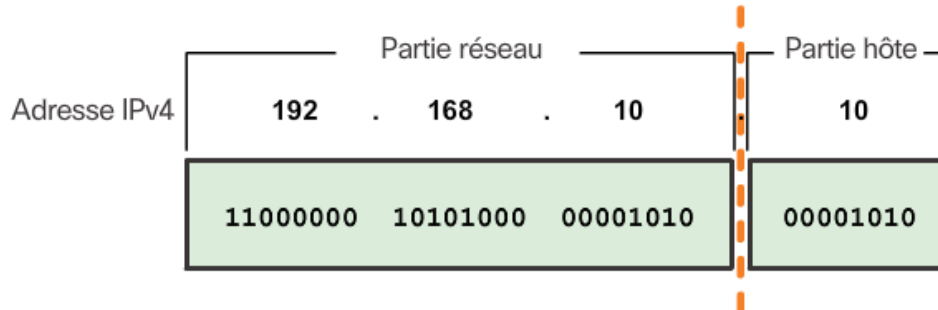 Partie réseau Partie hôte
Adresse IPv4 192 . 168 . 10 . 10
11000000 10101000 00001010 00001010